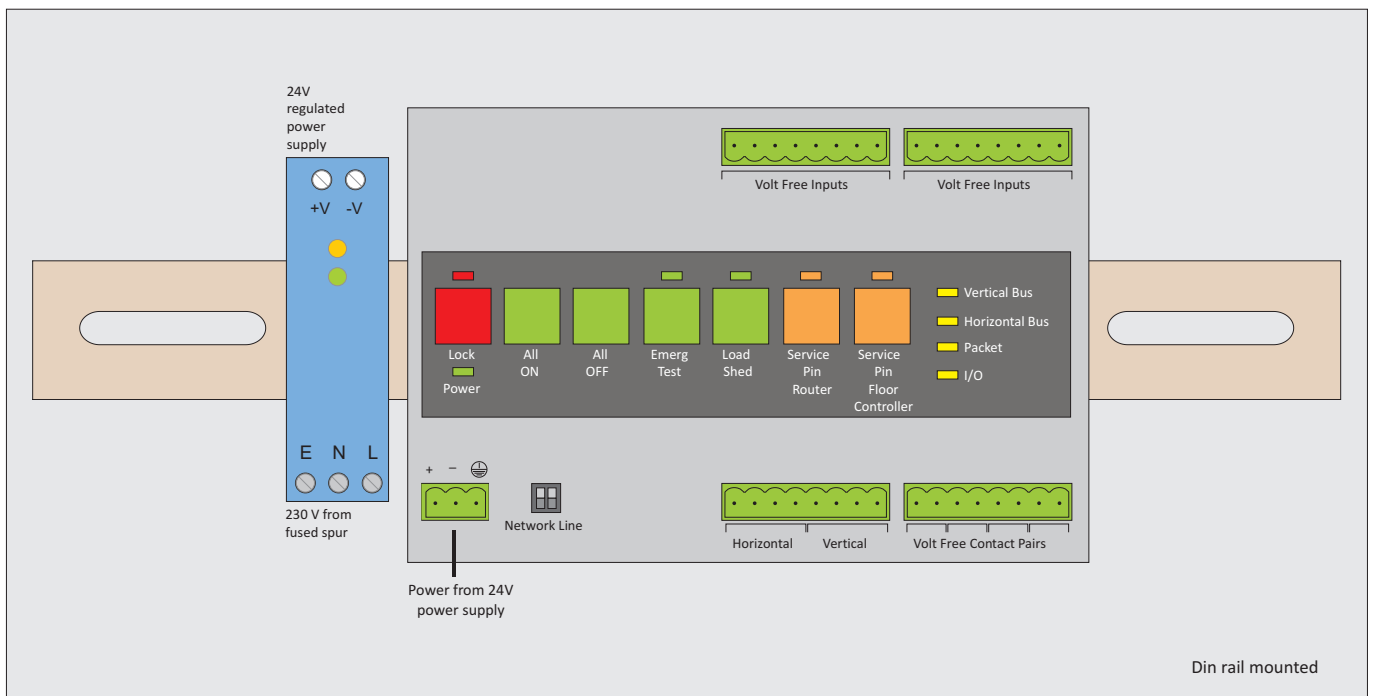 24V
regulated
power
supply
+V -V
E N L
230 V from
fused spur
Volt Free Inputs
Volt Free Inputs
Lock
Power
All
ON
All
OFF
Emerg
Test
Load
Shed
Service
Pin
Router
Service
Pin
Floor
Controller
Vertical Bus
Horizontal Bus
Packet
I/O
+ −
Network Line
Horizontal
Vertical
Volt Free Contact Pairs
Power from 24V
power supply
Din rail mounted